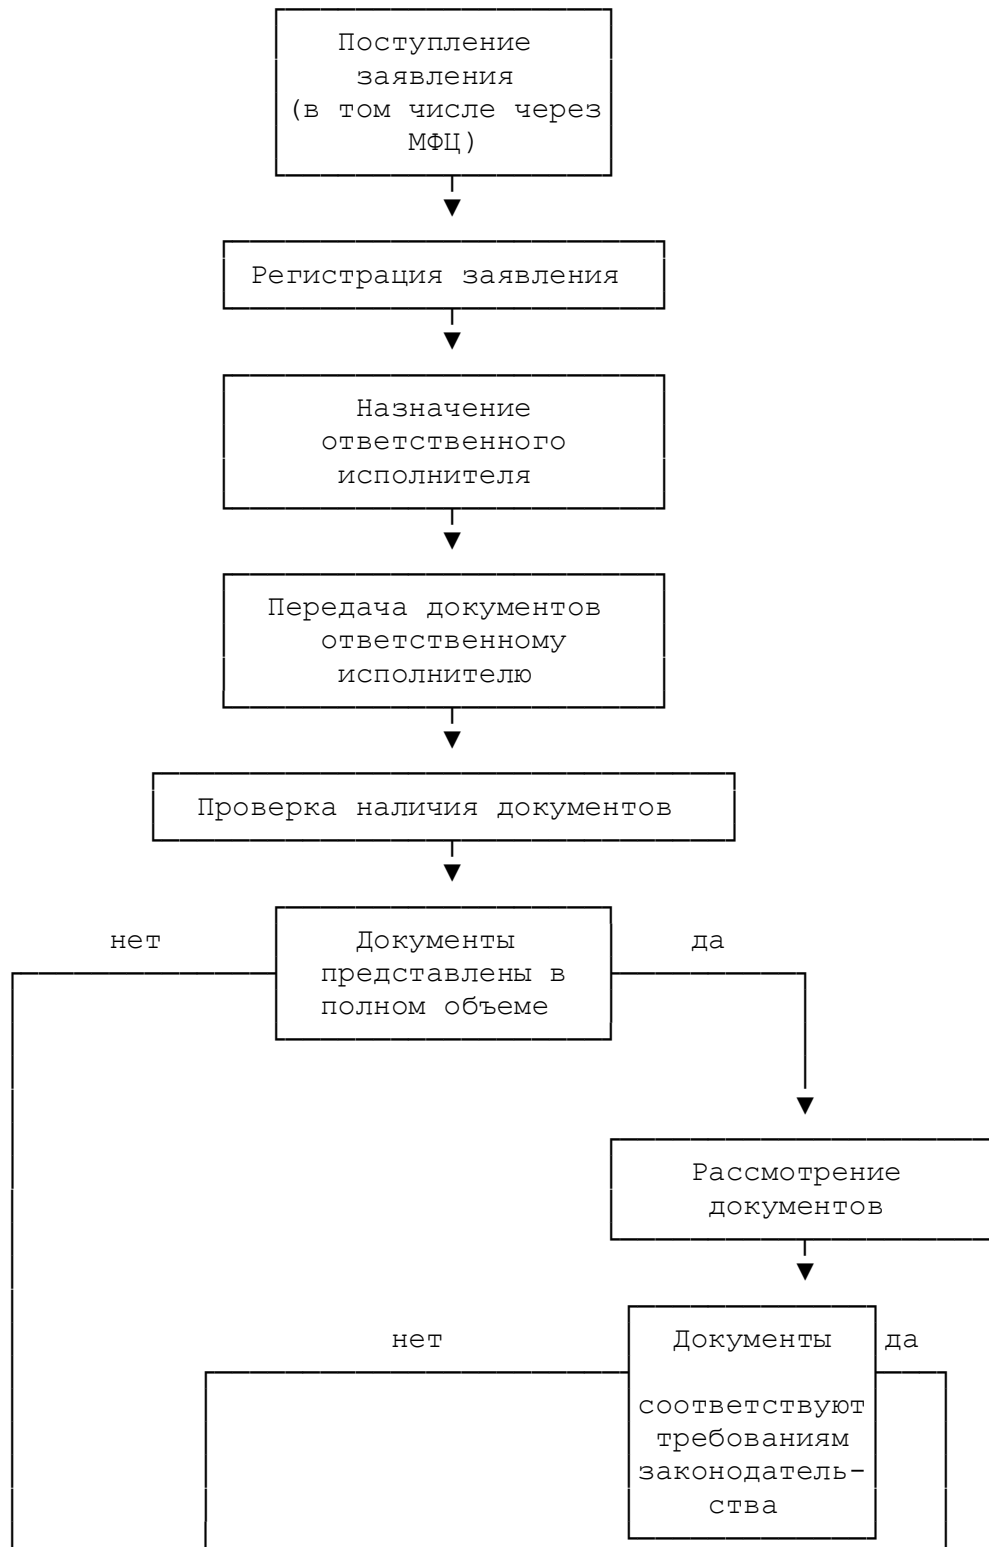 Поступление
заявления
(в том числе через
МФЦ)
Регистрация заявления
Назначение
ответственного
исполнителя
Передача документов
ответственному
исполнителю
Проверка наличия документов
нет
Документы
представлены в
полном объеме
да
Рассмотрение
документов
нет
Документы
да
соответствуют
требованиям
законодатель-
ства